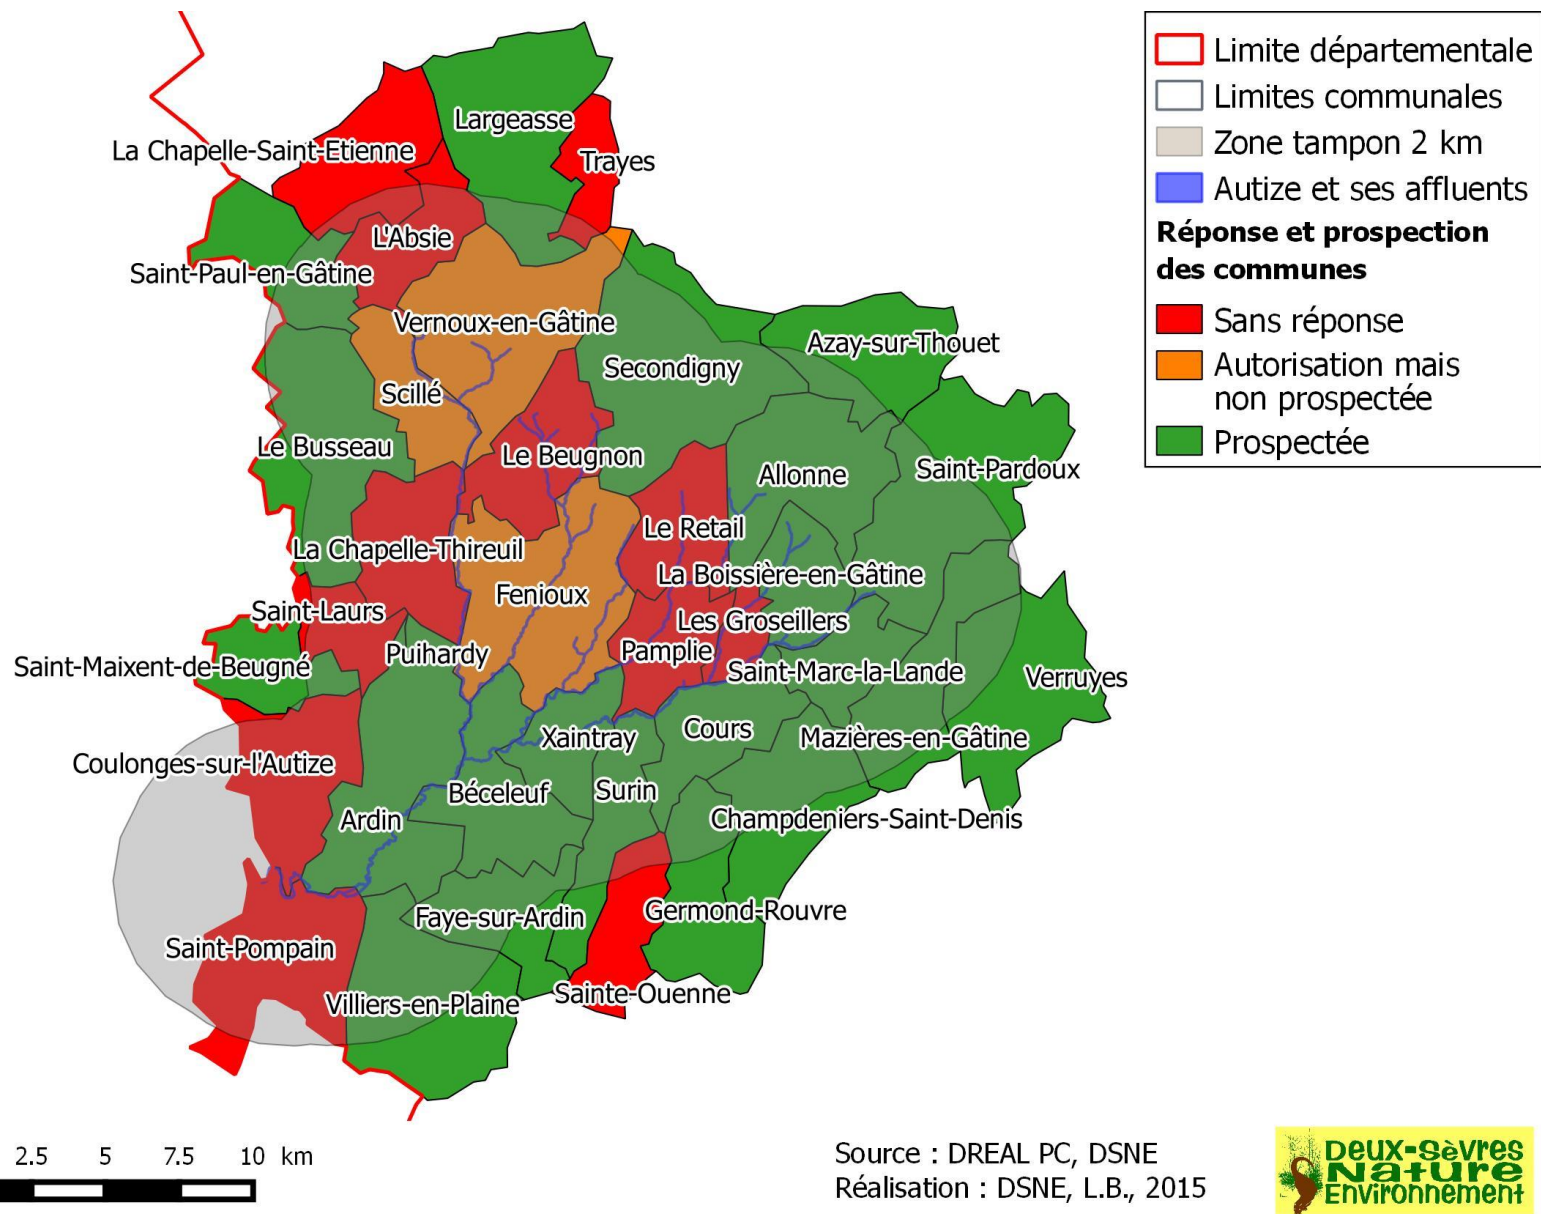 Limite départementale
Limites communales
Zone tampon 2 km
Autize et ses affluents
Réponse et prospection
des communes
Sans réponse
Autorisation mais
non prospectée
Prospectée
Largeasse
La Chapelle-Saint-Etienne
Trayes
L'Absie
Saint-Paul-en-Gâtine
Vernoux-en-Gâtine
Azay-sur-Thouet
Secondigny
Scillé
Le Busseau
Le Beugnon
Saint-Pardoux
Allonne
Le Retail
La Chapelle-Thireuil
La Boissière-en-Gâtine
Fenioux
Saint-Laurs
Les Groseillers
Puihardy
Pamplie
Saint-Maixent-de-Beugné
Saint-Marc-la-Lande
Verruyes
Cours
Xaintray
Mazières-en-Gâtine
Coulonges-sur-l'Autize
Béceleuf
Surin
Ardin
Champdeniers-Saint-Denis
Germond-Rouvre
Faye-sur-Ardin
Saint-Pompain
Sainte-Ouenne
Villiers-en-Plaine
2.5 5 7.5 10 km
Source : DREAL PC, DSNE
Réalisation : DSNE, L.B., 2015
Deux-Sèvres
Nature
Environnement